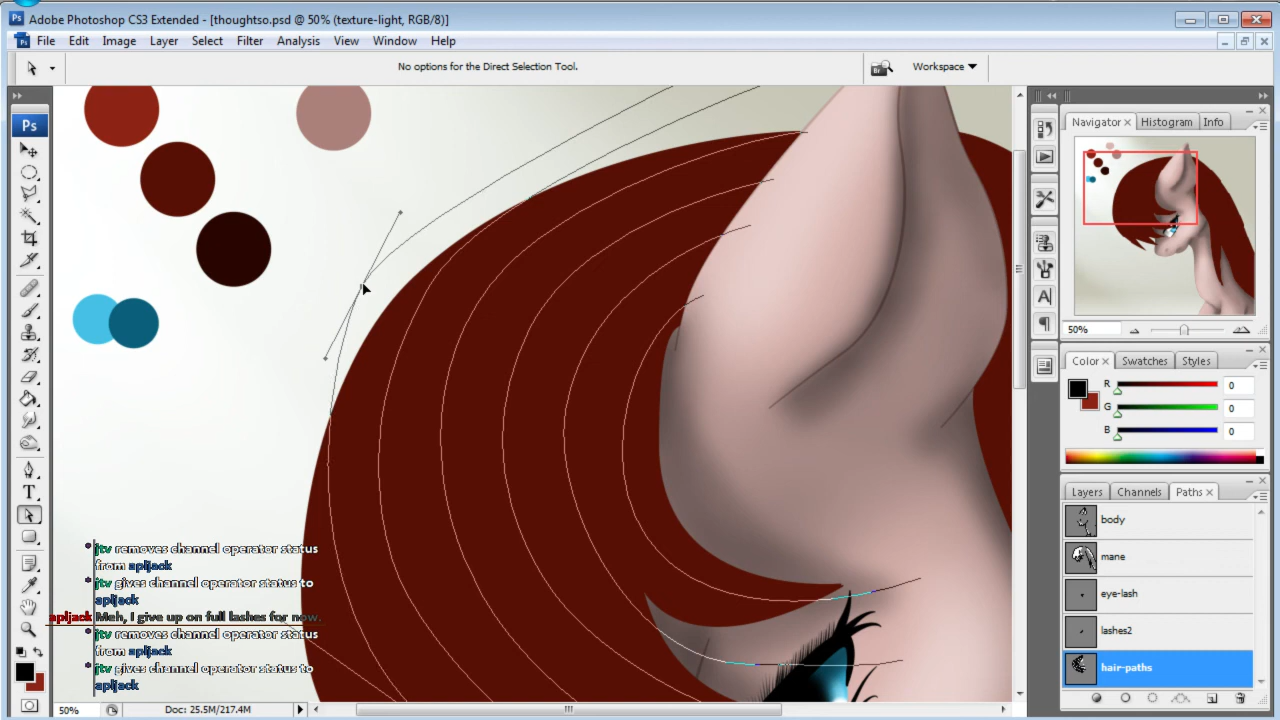 Adobe Photoshop CS3 Extended - [thoughtso.psd @ 50% (texture-light, RGB/8)]
Ps File Edit Image Layer Select Filter Analysis View Window Help
No options for the Direct Selection Tool.
Br Workspace
Ps
T
A
Navigator × Histogram Info
50%
Color × Swatches Styles
R 0
G 0
B 0
Layers Channels Paths ×
body
mane
eye-lash
lashes2
hair-paths
* jtv removes channel operator status
from apljack
* jtv gives channel operator status to
apljack
apljack Meh, I give up on full lashes for now.
* jtv removes channel operator status
from apljack
* jtv gives channel operator status to
apljack
50% Doc: 25.5M/217.4M